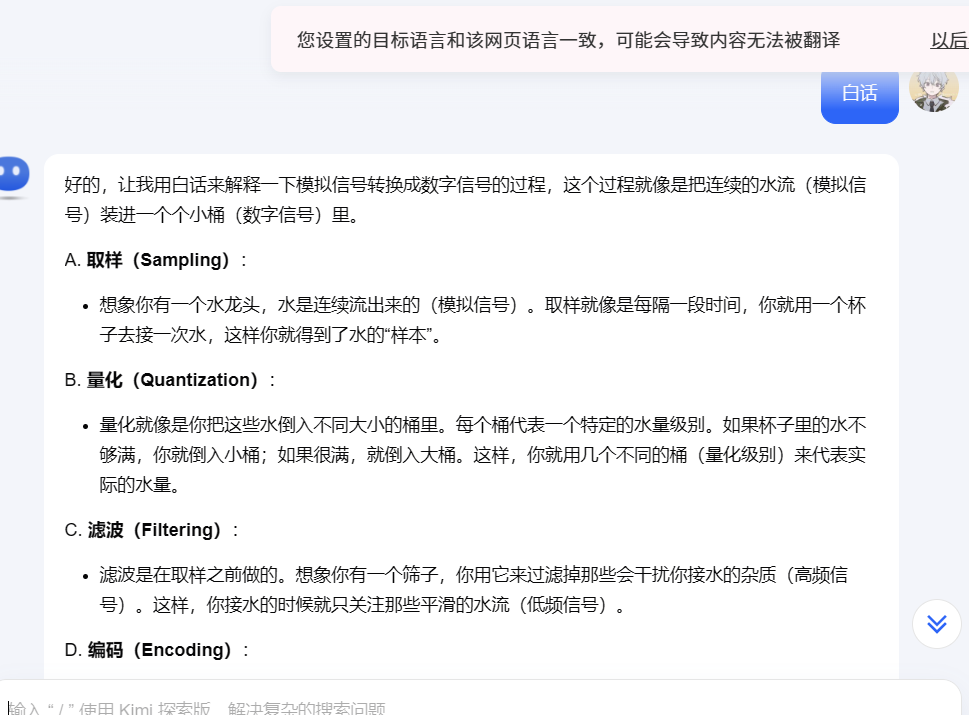 您设置的目标语言和该网页语言一致，可能会导致内容无法被翻译 以后
白话
好的，让我用白话来解释一下模拟信号转换成数字信号的过程，这个过程就像是把连续的水流（模拟信
号）装进一个个小桶（数字信号）里。
A. 取样（Sampling）：
• 想象你有一个水龙头，水是连续流出来的（模拟信号）。取样就像是每隔一段时间，你就用一个杯
子去接一次水，这样你就得到了水的“样本”。
B. 量化（Quantization）：
• 量化就像是你把这些水倒入不同大小的桶里。每个桶代表一个特定的水量级别。如果杯子里的水不
够满，你就倒入小桶；如果很满，就倒入大桶。这样，你就用几个不同的桶（量化级别）来代表实
际的水量。
C. 滤波（Filtering）：
• 滤波是在取样之前做的。想象你有一个筛子，你用它来过滤掉那些会干扰你接水的杂质（高频信
号）。这样，你接水的时候就只关注那些平滑的水流（低频信号）。
D. 编码（Encoding）：
输入 “ / ” 使用 Kimi 探索版，解决复杂的搜索问题